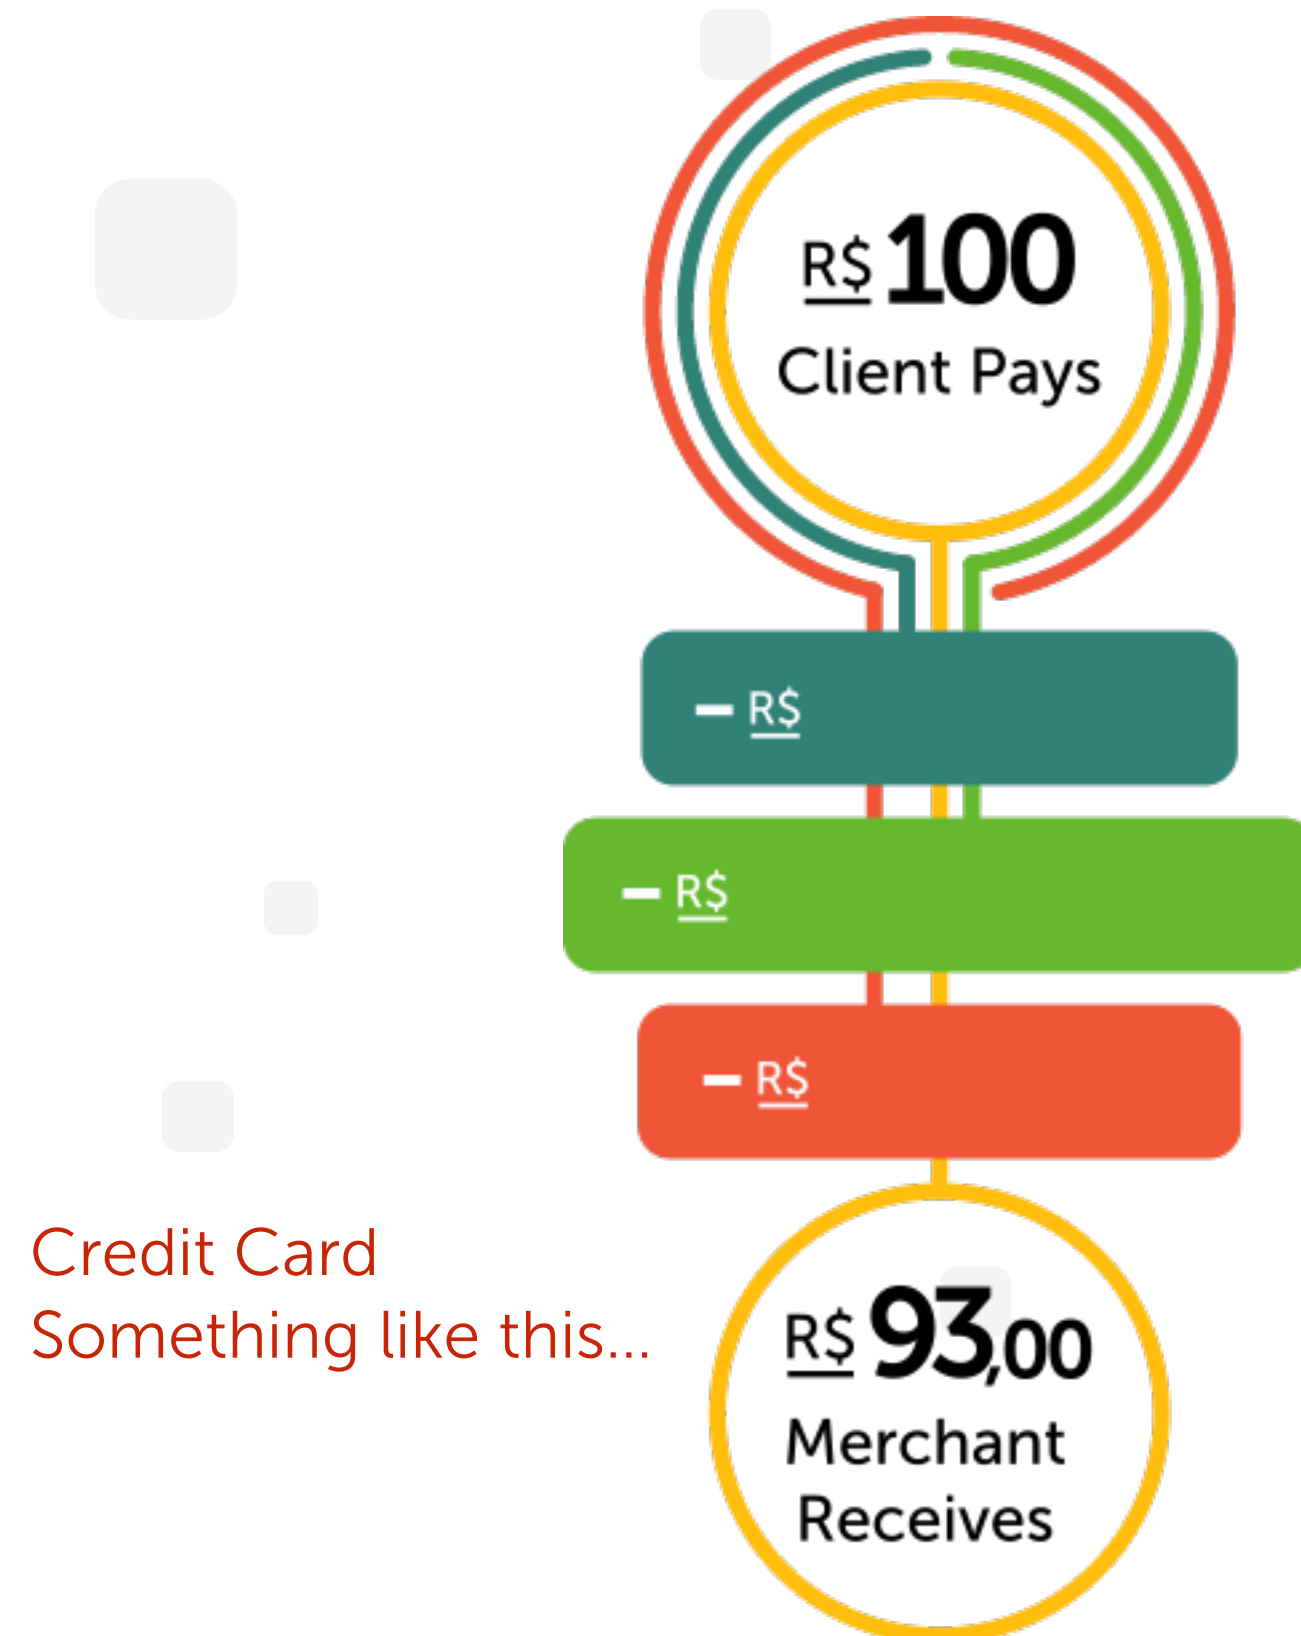 R$ 100
Client Pays
– R$
– R$
– R$
Credit Card
Something like this...
R$ 93,00
Merchant
Receives